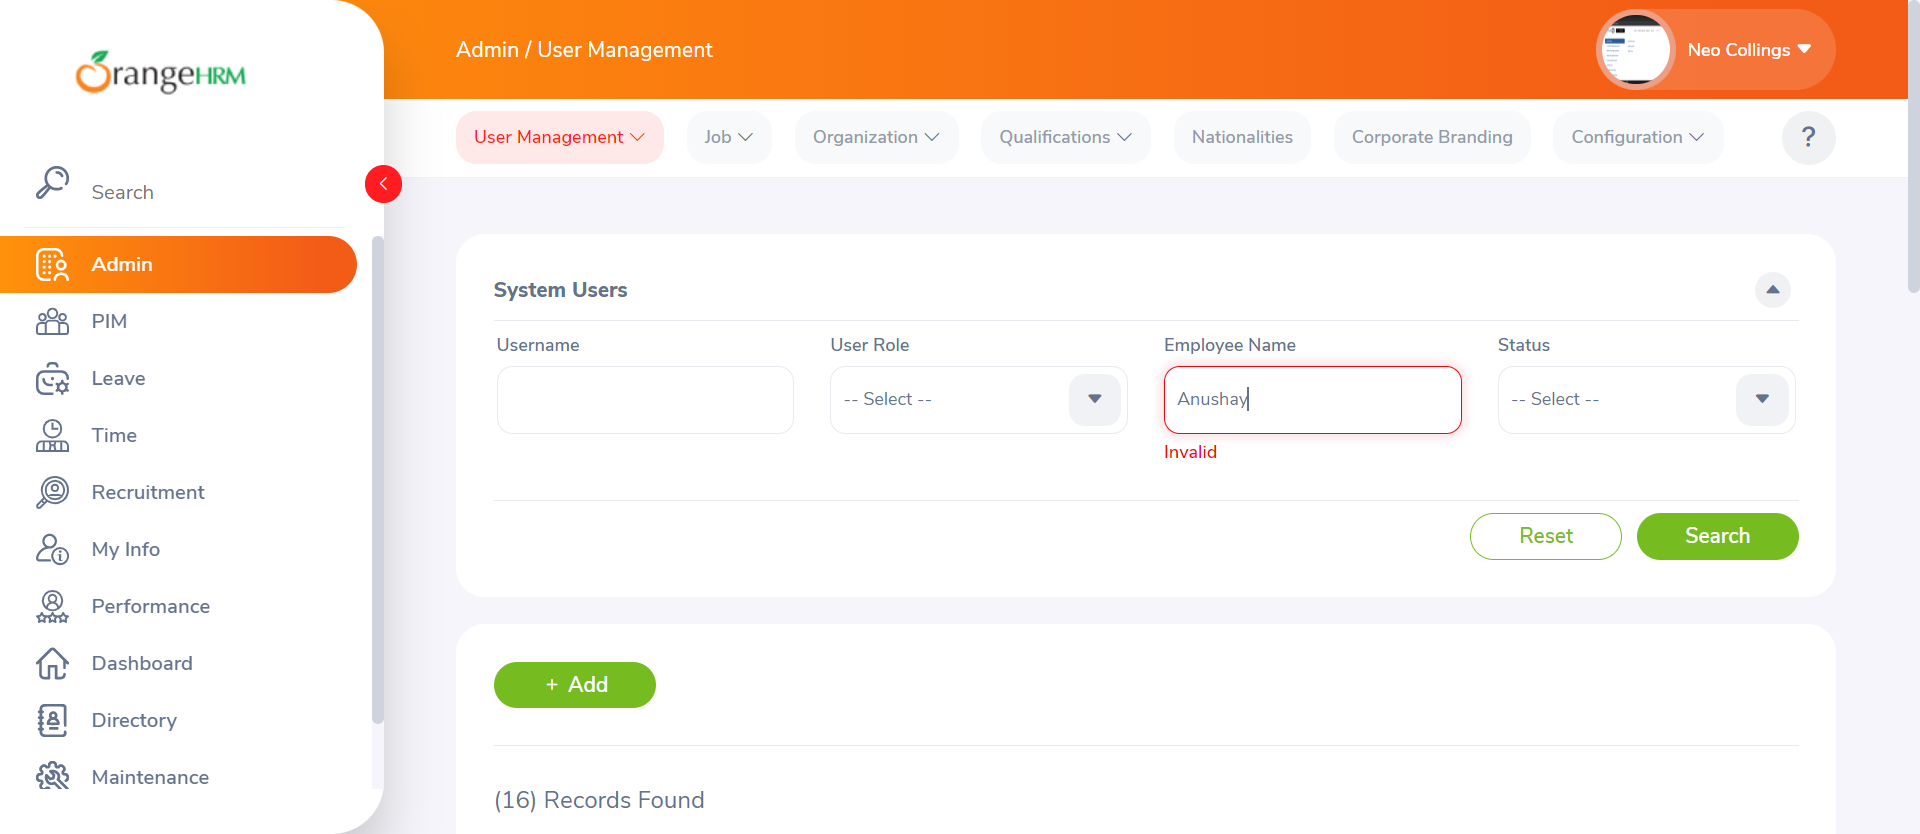 OrangeHRM
Admin / User Management
Neo Collings
User Management
Job
Organization
Qualifications
Nationalities
Corporate Branding
Configuration
?
Search
Admin
PIM
Leave
Time
Recruitment
My Info
Performance
Dashboard
Directory
Maintenance
System Users
Username
User Role
Employee Name
Status
-- Select --
Anushay
-- Select --
Invalid
Reset
Search
+ Add
(16) Records Found